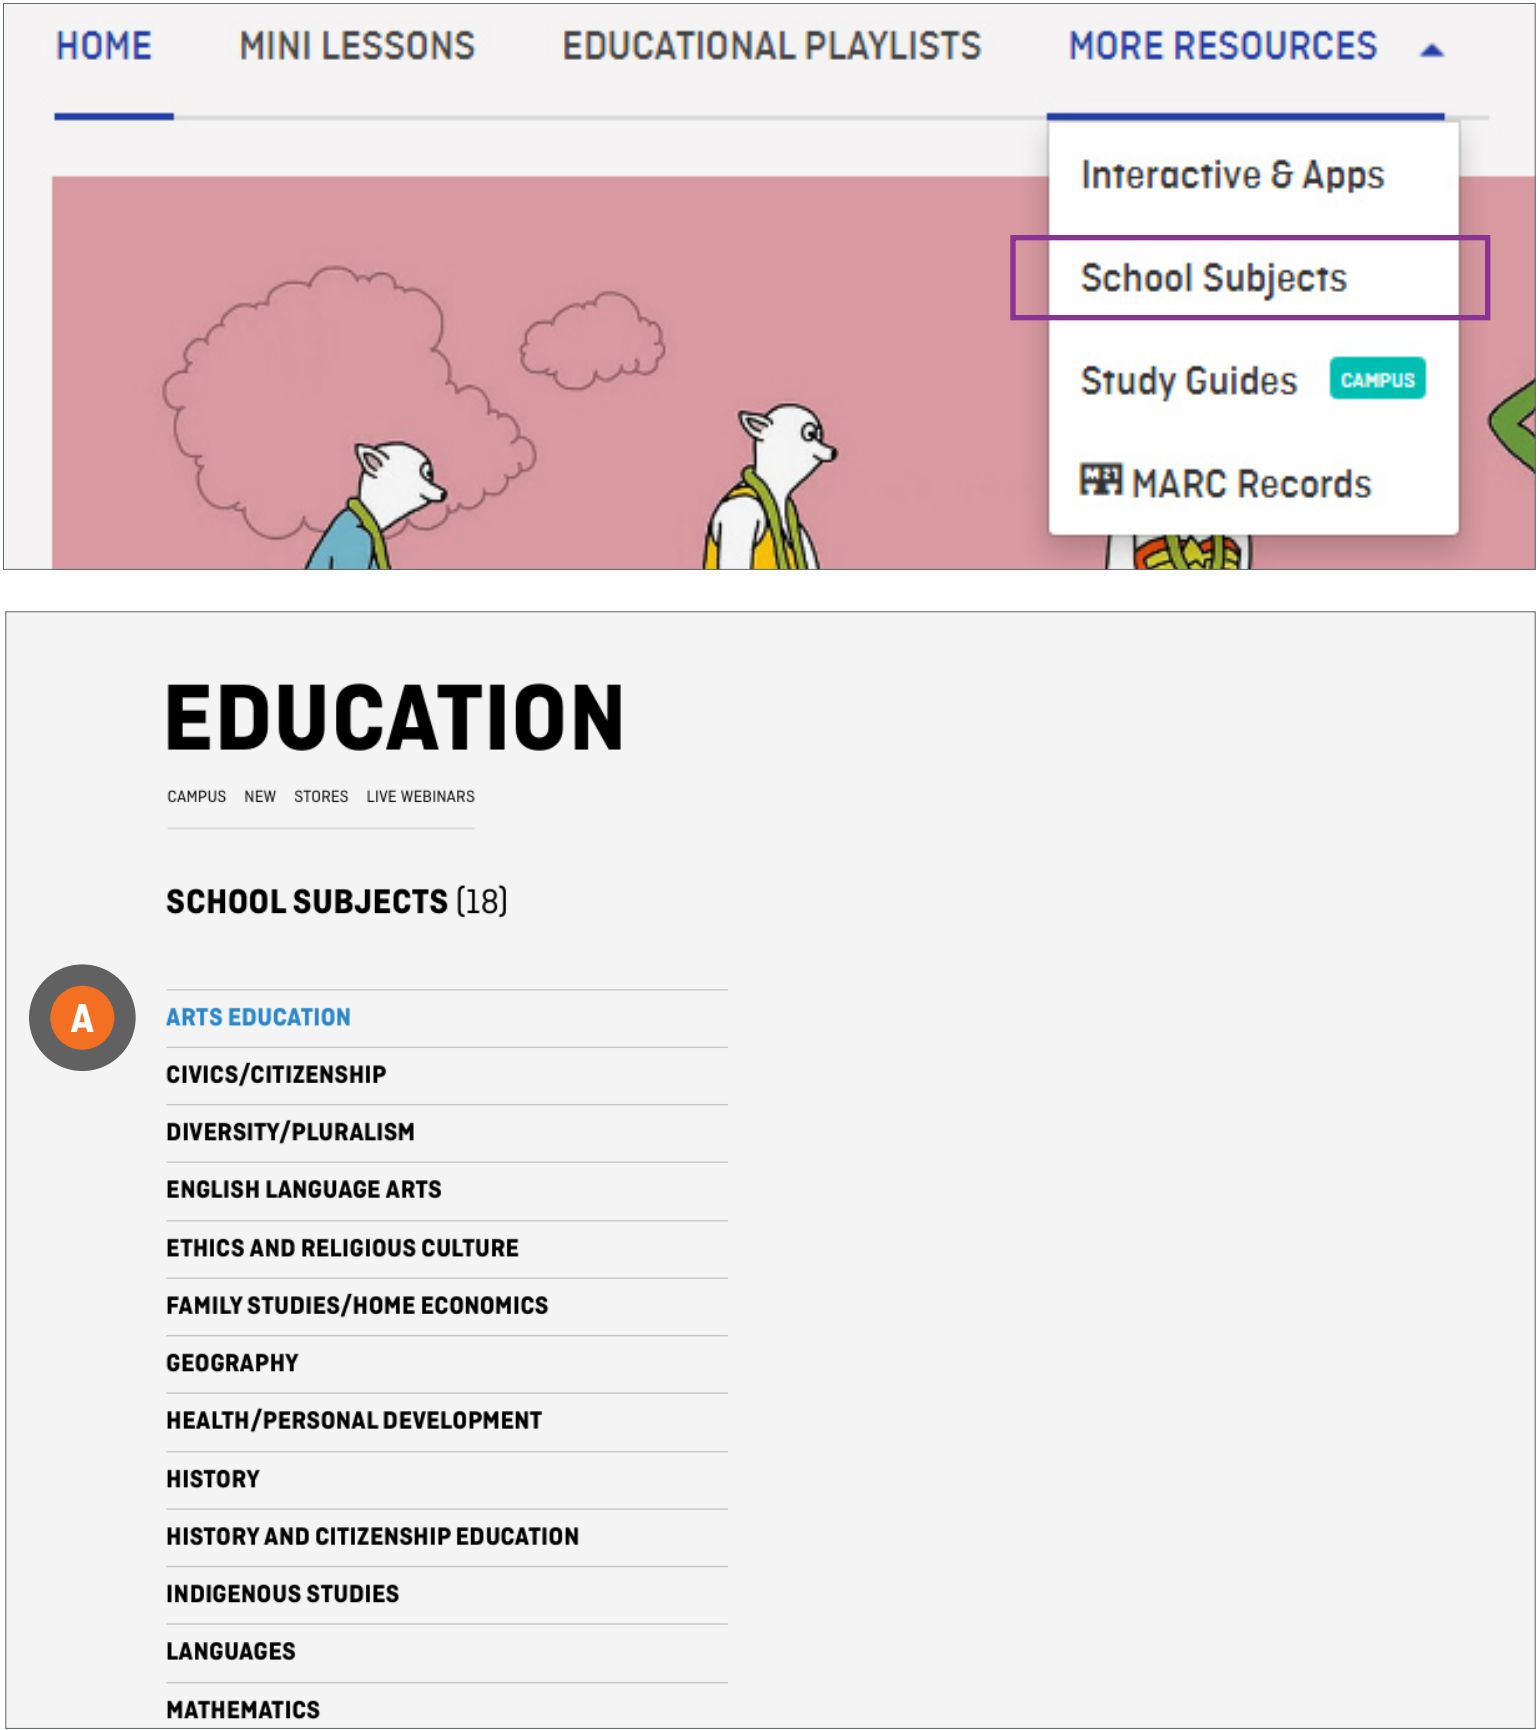 HOME MINI LESSONS EDUCATIONAL PLAYLISTS MORE RESOURCES
Interactive & Apps
School Subjects
Study Guides CAMPUS
MARC Records
EDUCATION
CAMPUS NEW STORES LIVE WEBINARS
SCHOOL SUBJECTS (18)
A
ARTS EDUCATION
CIVICS/CITIZENSHIP
DIVERSITY/PLURALISM
ENGLISH LANGUAGE ARTS
ETHICS AND RELIGIOUS CULTURE
FAMILY STUDIES/HOME ECONOMICS
GEOGRAPHY
HEALTH/PERSONAL DEVELOPMENT
HISTORY
HISTORY AND CITIZENSHIP EDUCATION
INDIGENOUS STUDIES
LANGUAGES
MATHEMATICS